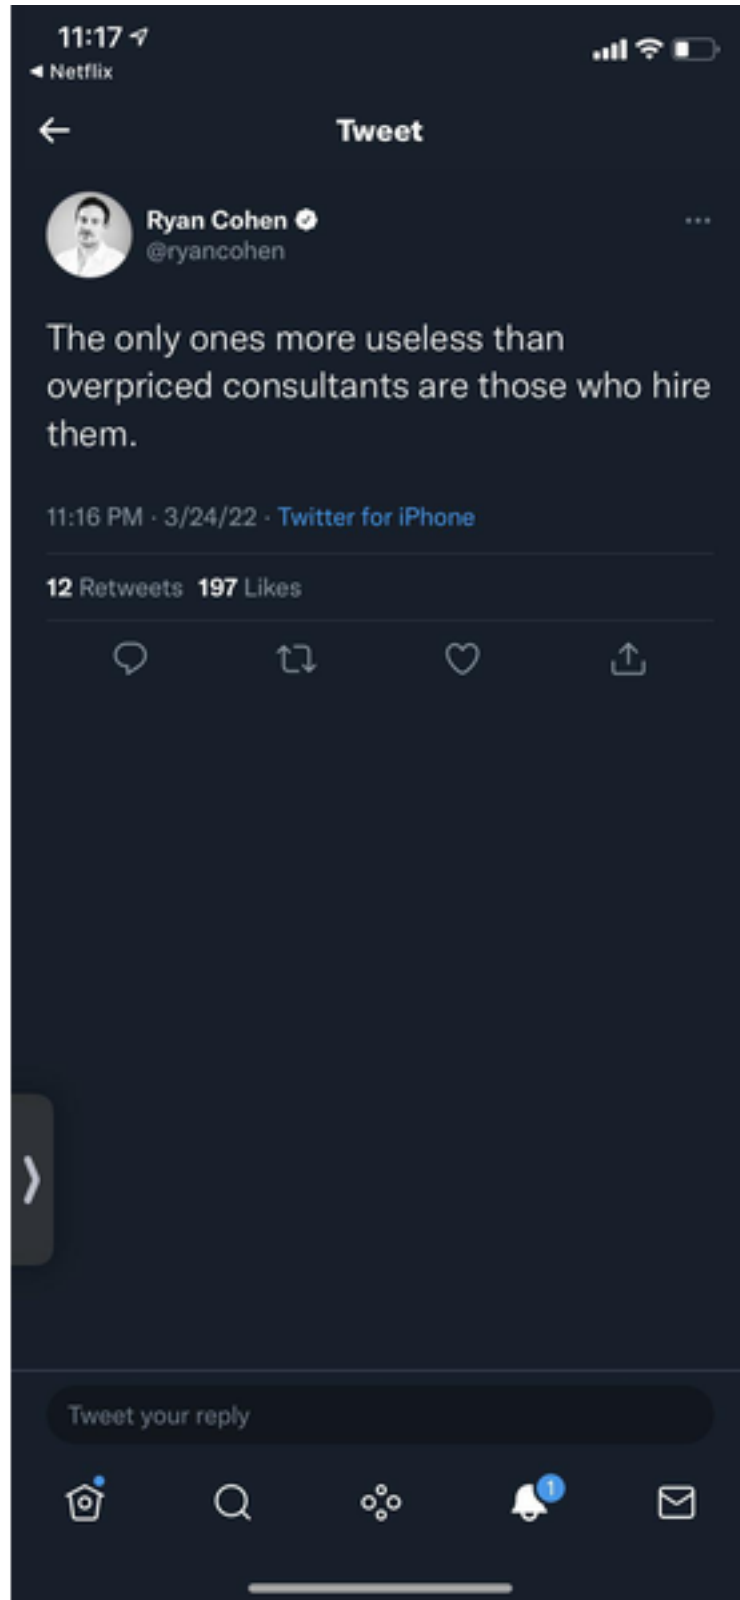 11:17
◀ Netflix
Tweet
Ryan Cohen
@ryancohen
The only ones more useless than
overpriced consultants are those who hire
them.
11:16 PM · 3/24/22 · Twitter for iPhone
12 Retweets 197 Likes
Tweet your reply
1